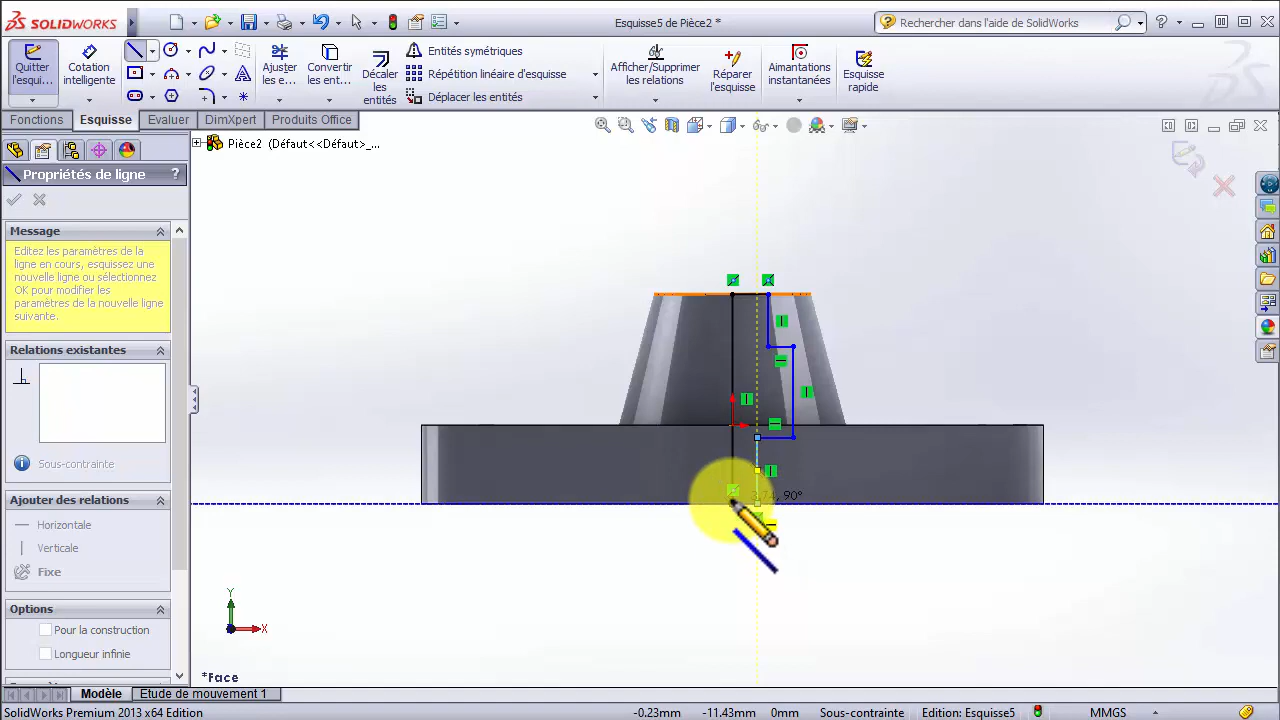 SOLIDWORKS
Esquisse5 de Pièce2 *
Rechercher dans l'aide de SolidWorks
Quitter
l'esqui...
Cotation
intelligente
Ajuster
les e...
Convertir
les ent...
Décaler
les
entités
Entités symétriques
Répétition linéaire d'esquisse
Déplacer les entités
Afficher/Supprimer
les relations
Réparer
l'esquisse
Aimantations
instantanées
Esquisse
rapide
Fonctions
Esquisse
Evaluer
DimXpert
Produits Office
Pièce2 (Défaut<<Défaut>_...
Propriétés de ligne
?
Message
Editez les paramètres de la
ligne en cours, esquissez une
nouvelle ligne ou sélectionnez
OK pour modifier les
paramètres de la nouvelle ligne
suivante.
Relations existantes
Sous-contrainte
Ajouter des relations
Horizontale
Verticale
Fixe
Options
Pour la construction
Longueur infinie
3.74, 90°
Y
X
*Face
Modèle
Etude de mouvement 1
SolidWorks Premium 2013 x64 Edition
-0.23mm
-11.43mm
0mm
Sous-contrainte
Edition: Esquisse5
MMGS